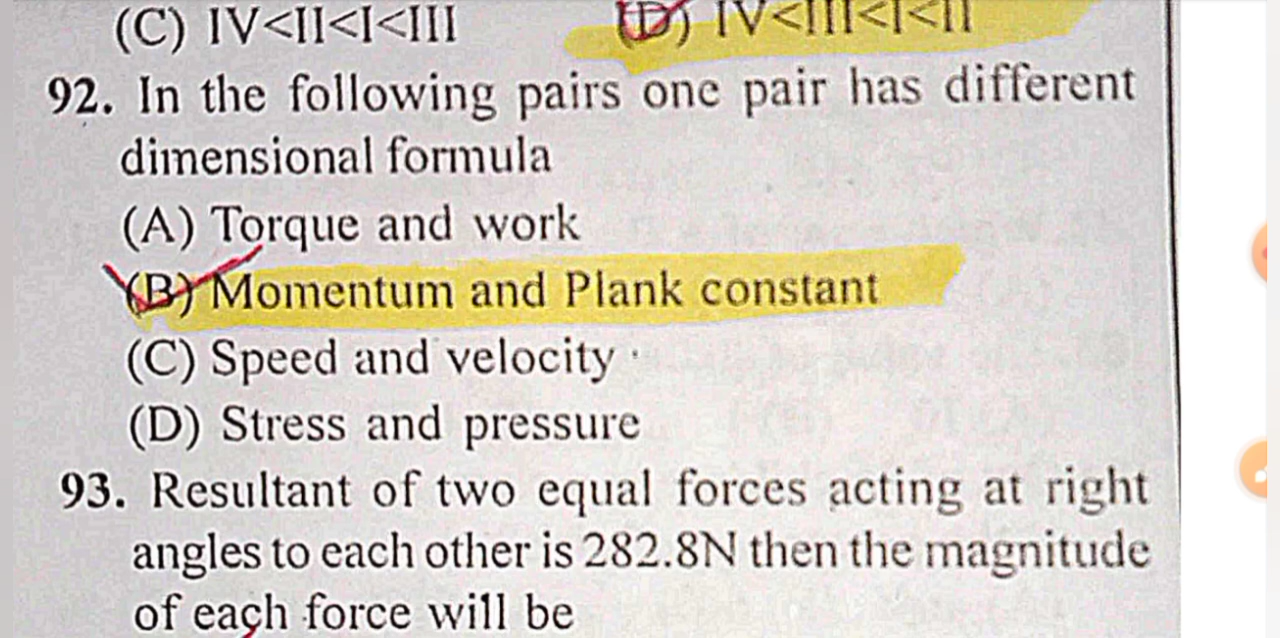 (C) IV<II<I<III (D) IV<III<I<II
92. In the following pairs one pair has different
dimensional formula
(A) Torque and work
(B) Momentum and Plank constant
(C) Speed and velocity
(D) Stress and pressure
93. Resultant of two equal forces acting at right
angles to each other is 282.8N then the magnitude
of each force will be